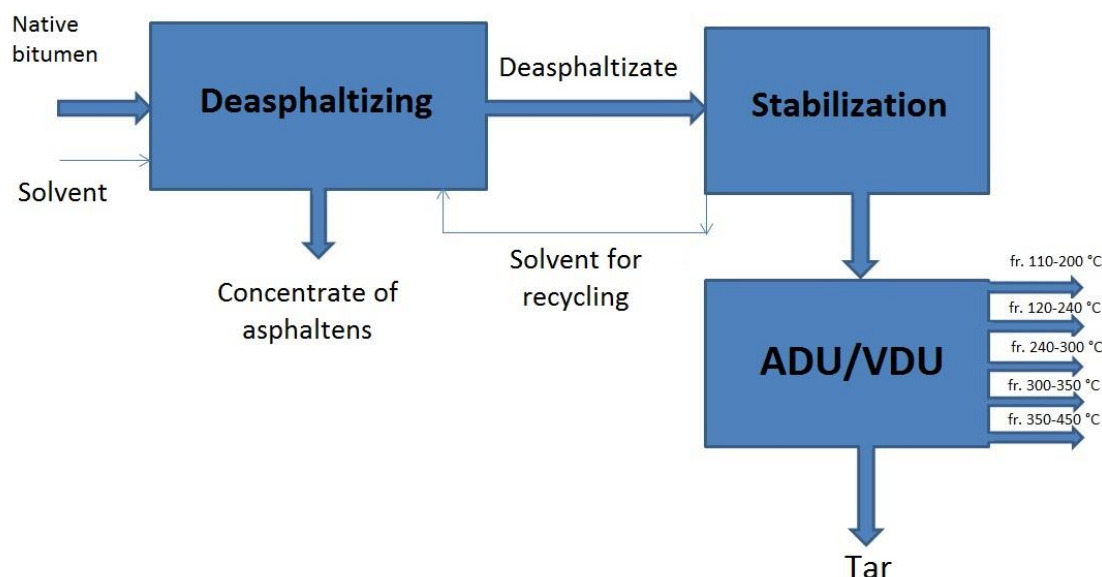 Native
bitumen
Deasphaltizing
Deasphaltizate
Stabilization
Solvent
Solvent for
recycling
Concentrate of
asphaltens
fr. 110-200 °C
fr. 120-240 °C
fr. 240-300 °C
fr. 300-350 °C
fr. 350-450 °C
ADU/VDU
Tar